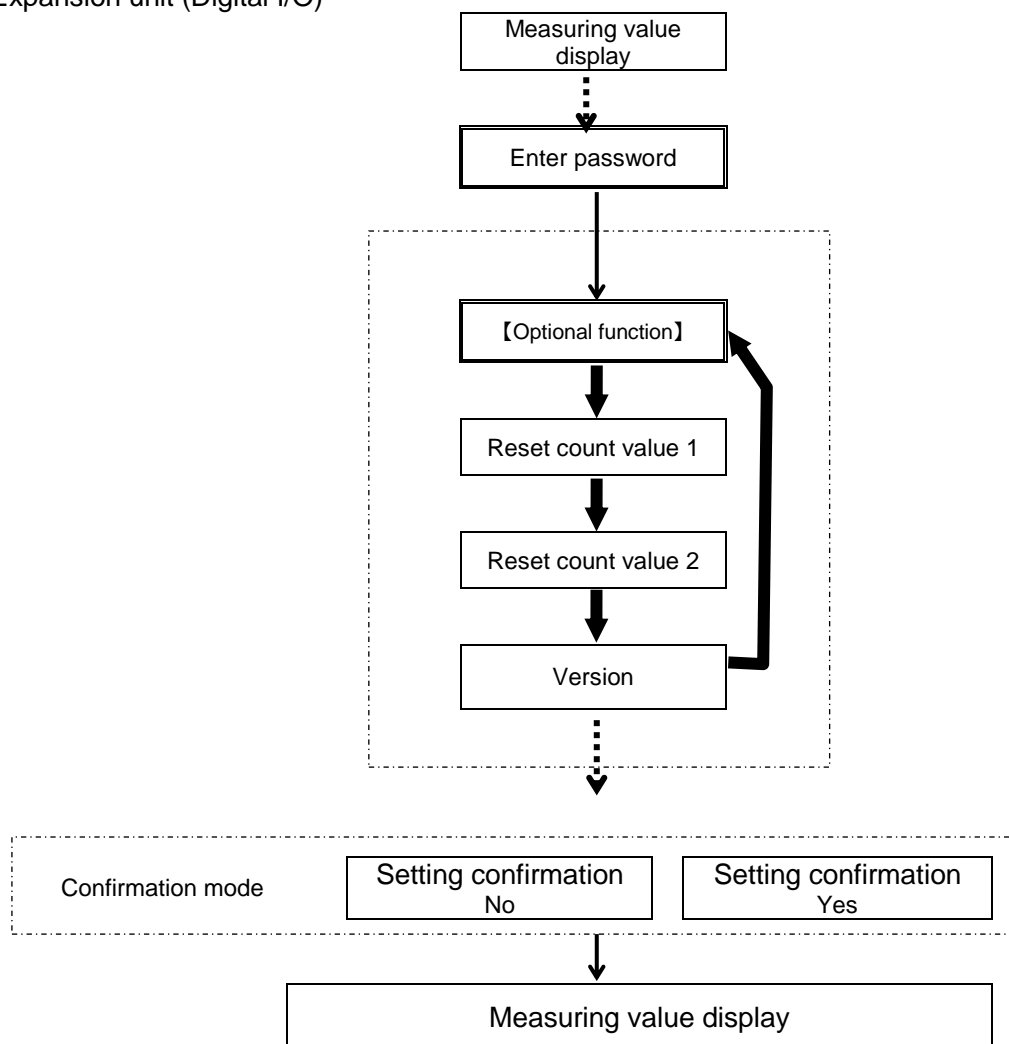 Expansion unit (Digital I/O)
Measuring value
display
Enter password
【Optional function】
Reset count value 1
Reset count value 2
Version
Confirmation mode
Setting confirmation
No
Setting confirmation
Yes
Measuring value display